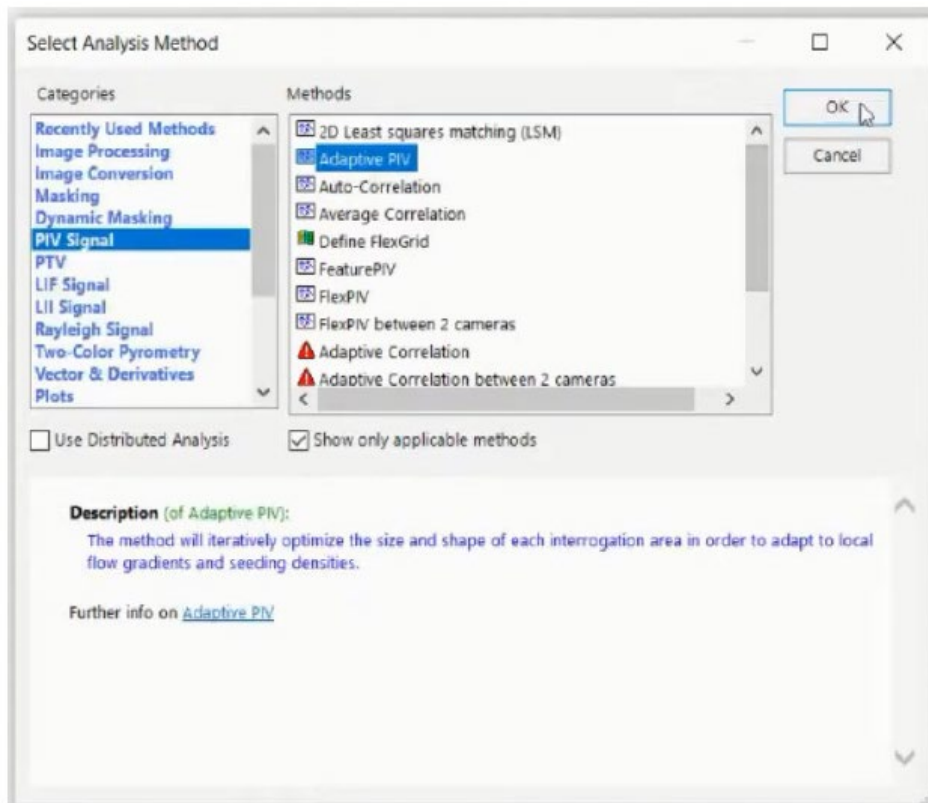 Select Analysis Method
Categories
Methods
Recently Used Methods
Image Processing
Image Conversion
Masking
Dynamic Masking
PIV Signal
PTV
LIF Signal
LII Signal
Rayleigh Signal
Two-Color Pyrometry
Vector & Derivatives
Plots
2D Least squares matching (LSM)
Adaptive PIV
Auto-Correlation
Average Correlation
Define FlexGrid
FeaturePIV
FlexPIV
FlexPIV between 2 cameras
Adaptive Correlation
Adaptive Correlation between 2 cameras
OK
Cancel
Use Distributed Analysis
Show only applicable methods
Description (of Adaptive PIV):
The method will iteratively optimize the size and shape of each interrogation area in order to adapt to local
flow gradients and seeding densities.
Further info on Adaptive PIV